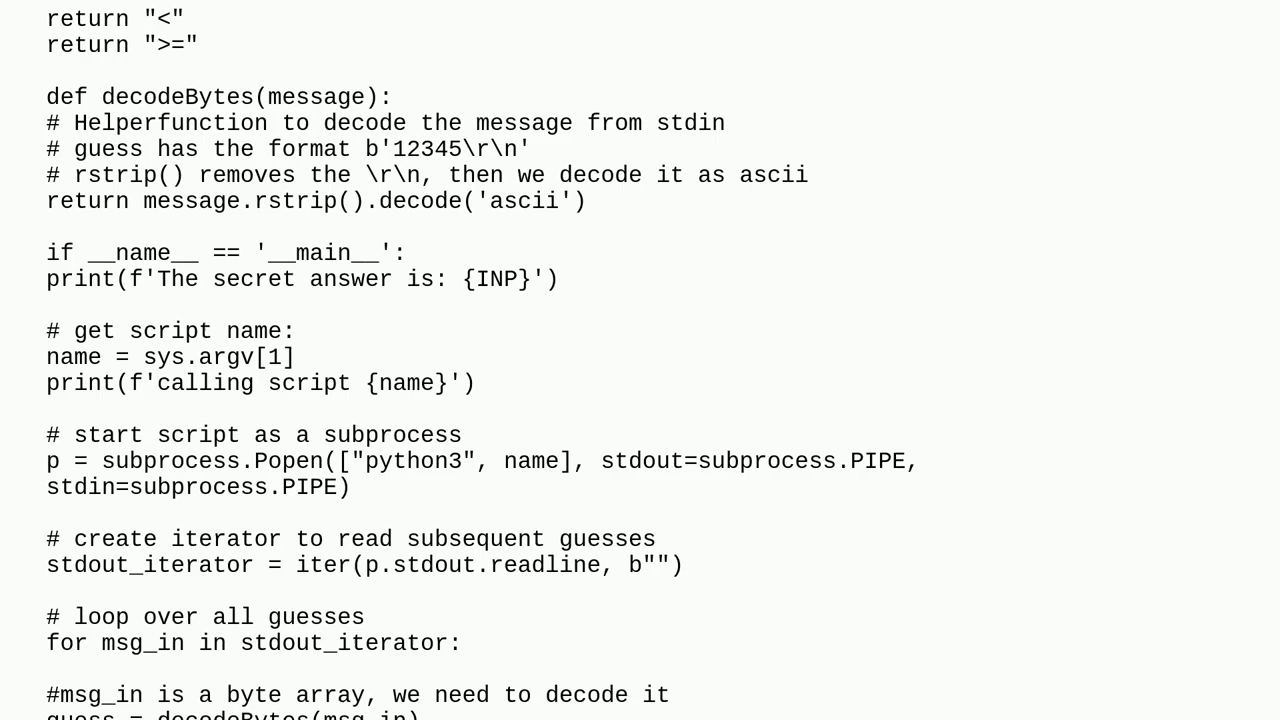 return "<"
return ">="
def decodeBytes(message):
# Helperfunction to decode the message from stdin
# guess has the format b'12345\r\n'
# rstrip() removes the \r\n, then we decode it as ascii
return message.rstrip().decode('ascii')
if __name__ == '__main__':
print(f'The secret answer is: {INP}')
# get script name:
name = sys.argv[1]
print(f'calling script {name}')
# start script as a subprocess
p = subprocess.Popen(["python3", name], stdout=subprocess.PIPE,
stdin=subprocess.PIPE)
# create iterator to read subsequent guesses
stdout_iterator = iter(p.stdout.readline, b"")
# loop over all guesses
for msg_in in stdout_iterator:
#msg_in is a byte array, we need to decode it
guess = decodeBytes(msg_in)